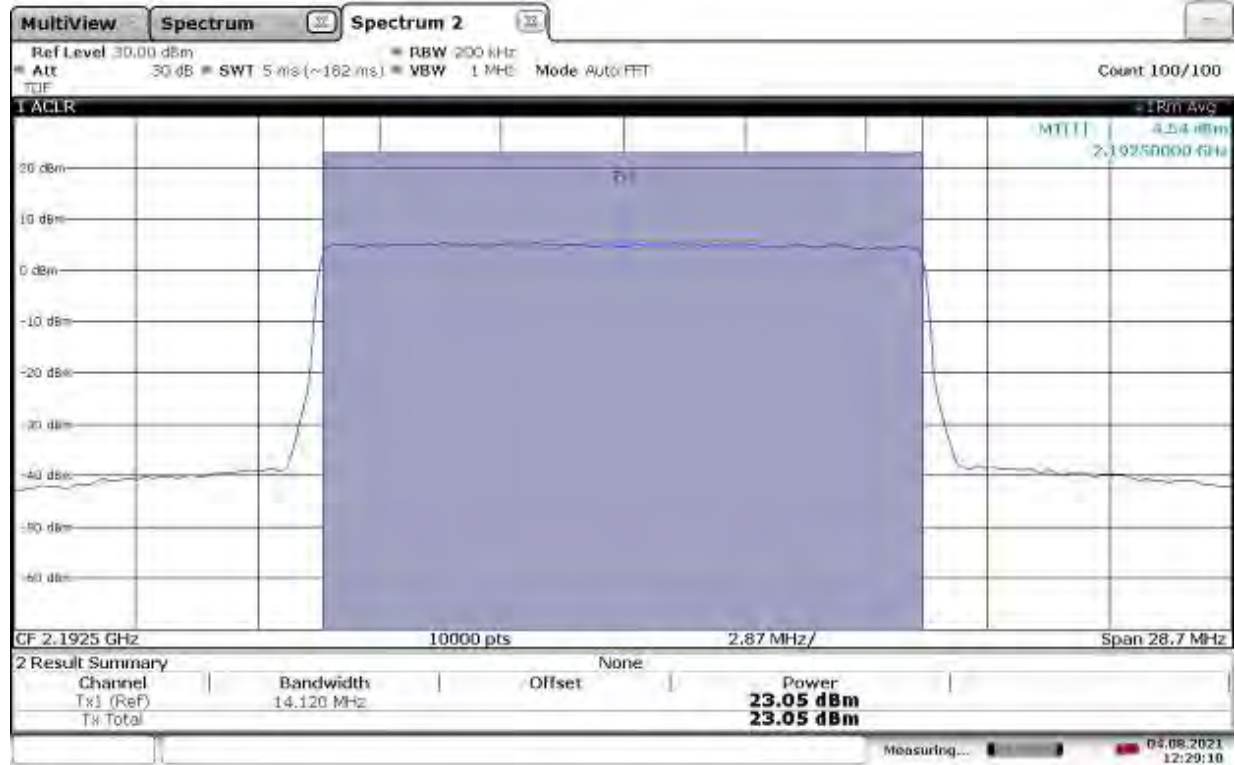 MultiView Spectrum Spectrum 2
Ref Level 30.00 dBm RBW 200 kHz
Att 30 dB SWT 5 ms (~182 ms) VBW 1 MHz Mode Auto FFT Count 100/100
TDF
1 ACLR 1Rm Avg
M1[1] 4.54 dBm
2.19250000 GHz
20 dBm
Tx1
10 dBm
0 dBm
-10 dBm
-20 dBm
-30 dBm
-40 dBm
-50 dBm
-60 dBm
CF 2.1925 GHz 10000 pts 2.87 MHz/ Span 28.7 MHz
2 Result Summary None
Channel Bandwidth Offset Power
Tx1 (Ref) 14.120 MHz 23.05 dBm
Tx Total 23.05 dBm
Measuring... 04.08.2021
12:29:10